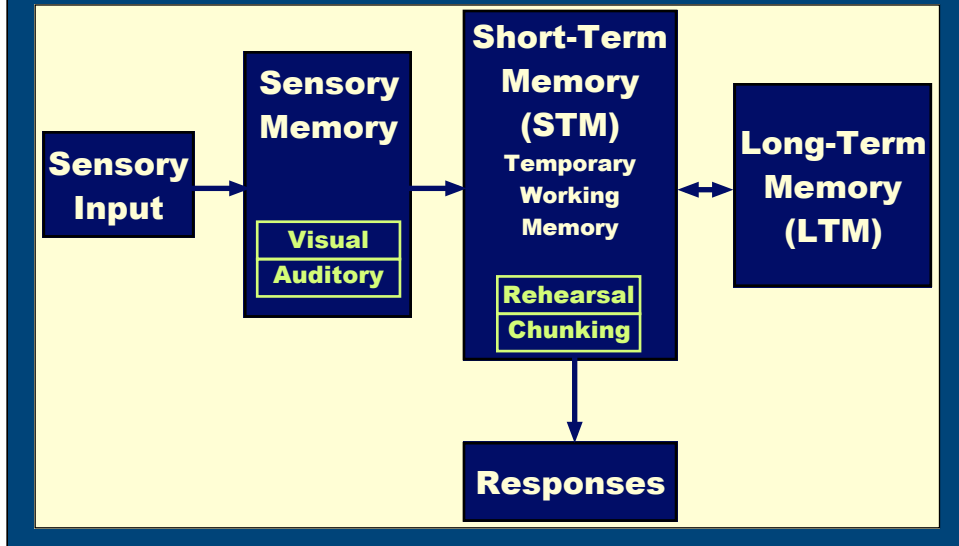 Sensory
Input
Sensory
Memory
Visual
Auditory
Short-Term
Memory
(STM)
Temporary
Working
Memory
Rehearsal
Chunking
Long-Term
Memory
(LTM)
Responses